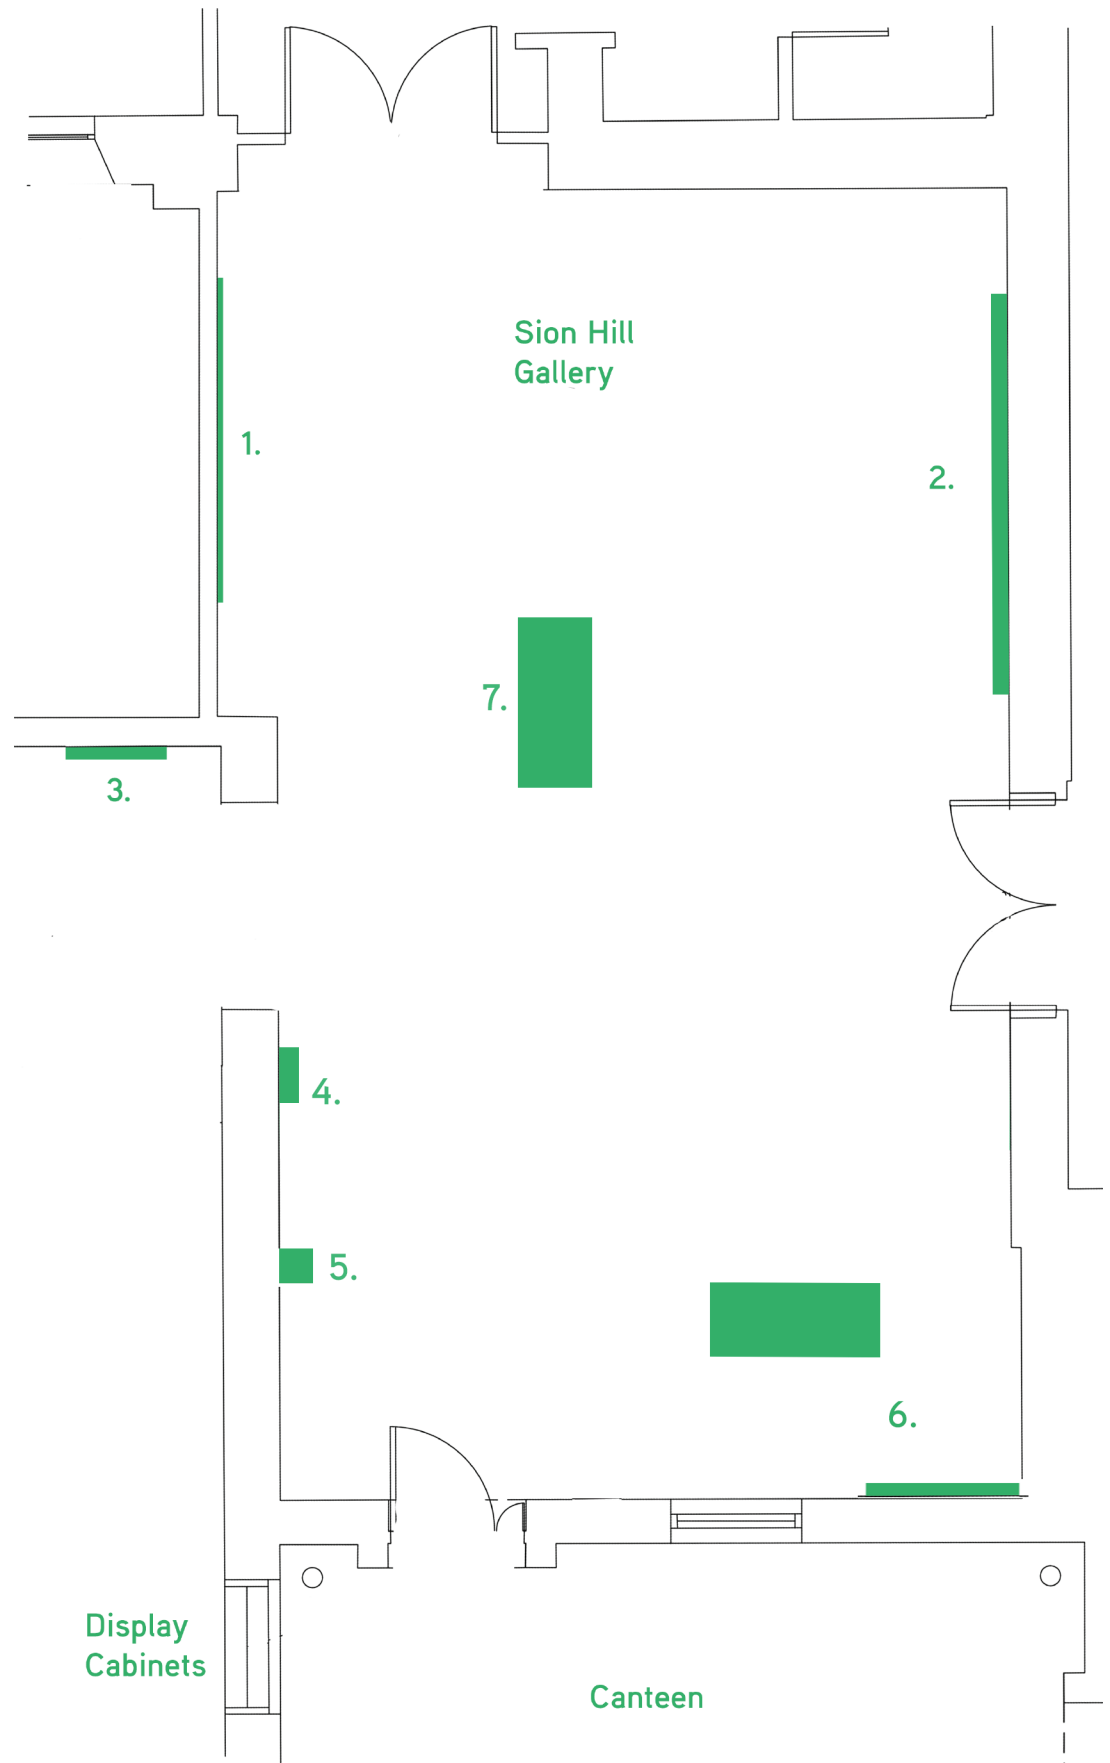 Sion Hill
Gallery
1.
2.
7.
3.
4.
5.
6.
Display
Cabinets
Canteen